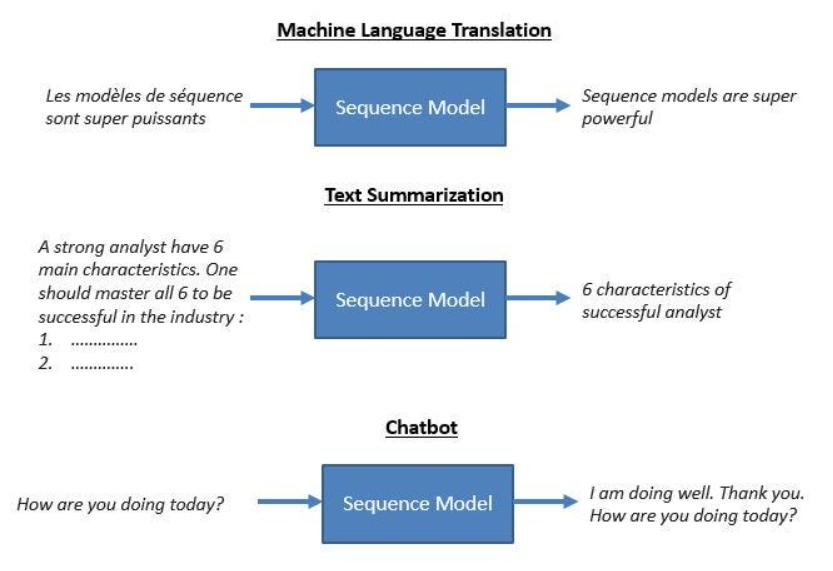 Machine Language Translation
Les modèles de séquence
sont super puissants
Sequence Model
Sequence models are super
powerful
Text Summarization
A strong analyst have 6
main characteristics. One
should master all 6 to be
successful in the industry :
1. ...............
2. ..............
Sequence Model
6 characteristics of
successful analyst
Chatbot
How are you doing today?
Sequence Model
I am doing well. Thank you.
How are you doing today?